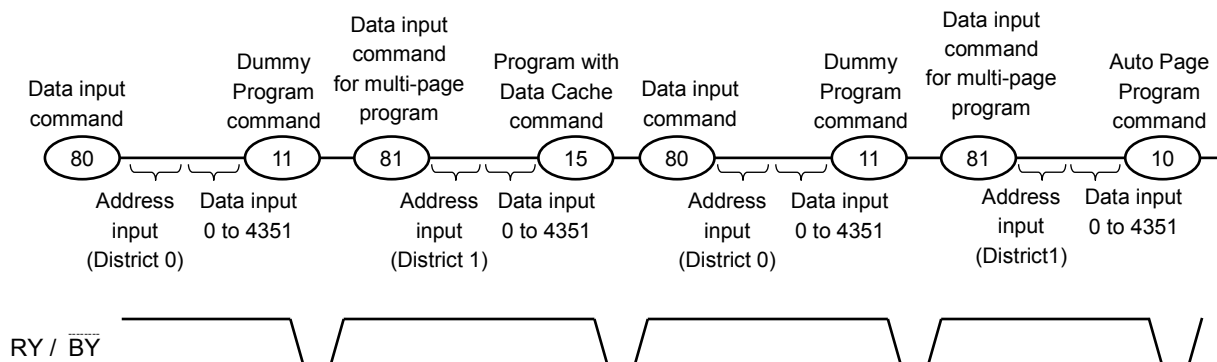 Data input
command
Dummy
Program
command
Data input
command
for multi-page
program
Program with
Data Cache
command
Data input
command
Dummy
Program
command
Data input
command
for multi-page
program
Auto Page
Program
command
80
11
81
15
80
11
81
10
Address
input
(District 0)
Data input
0 to 4351
Address
input
(District 1)
Data input
0 to 4351
Address
input
(District 0)
Data input
0 to 4351
Address
input
(District1)
Data input
0 to 4351
RY / BY